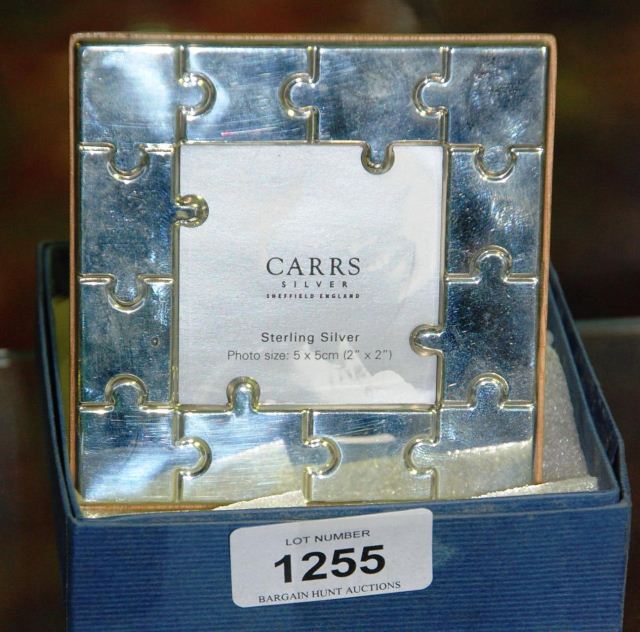 CARRS
SILVER
SHEFFIELD ENGLAND
Sterling Silver
Photo size: 5 x 5cm (2" x 2")
LOT NUMBER
1255
BARGAIN HUNT AUCTIONS